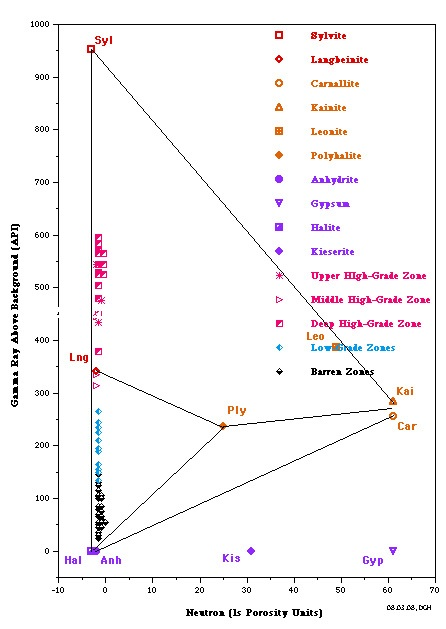 1000
900
800
700
600
500
400
300
200
100
0
-10
0
10
20
30
40
50
60
70
Gamma Ray Above Background (API)
Neutron (ls Porosity Units)
08.03.08, DGH
Syl
Lng
Leo
Kai
Car
Ply
Hal
Anh
Kis
Gyp
Sylvite
Langbeinite
Carnallite
Kainite
Leonite
Polyhalite
Anhydrite
Gypsum
Halite
Kieserite
Upper HIgh-Grade Zone
Middle High-Grade Zone
Deep High-Grade Zone
Low Grade Zones
Barren Zones